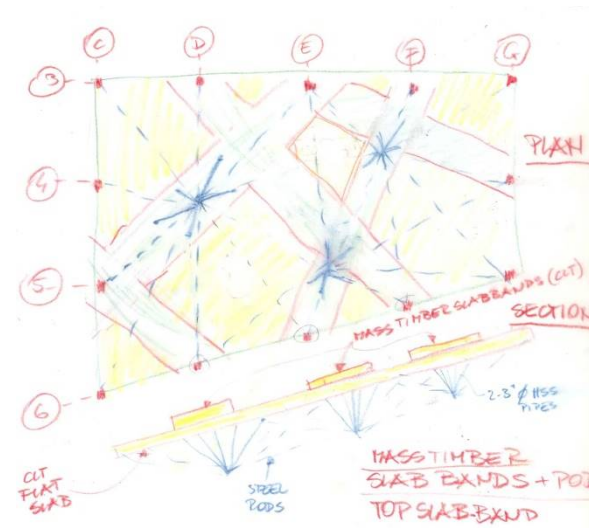 C D E F G
3
4
5
6
PLAN
MASS TIMBER SLAB BANDS (CLT)
SECTION
2-3" Ø HSS
PIPES
CLT
FLAT
SLAB
STEEL
RODS
MASS TIMBER
SLAB BANDS + POD
TOP SLAB-BAND